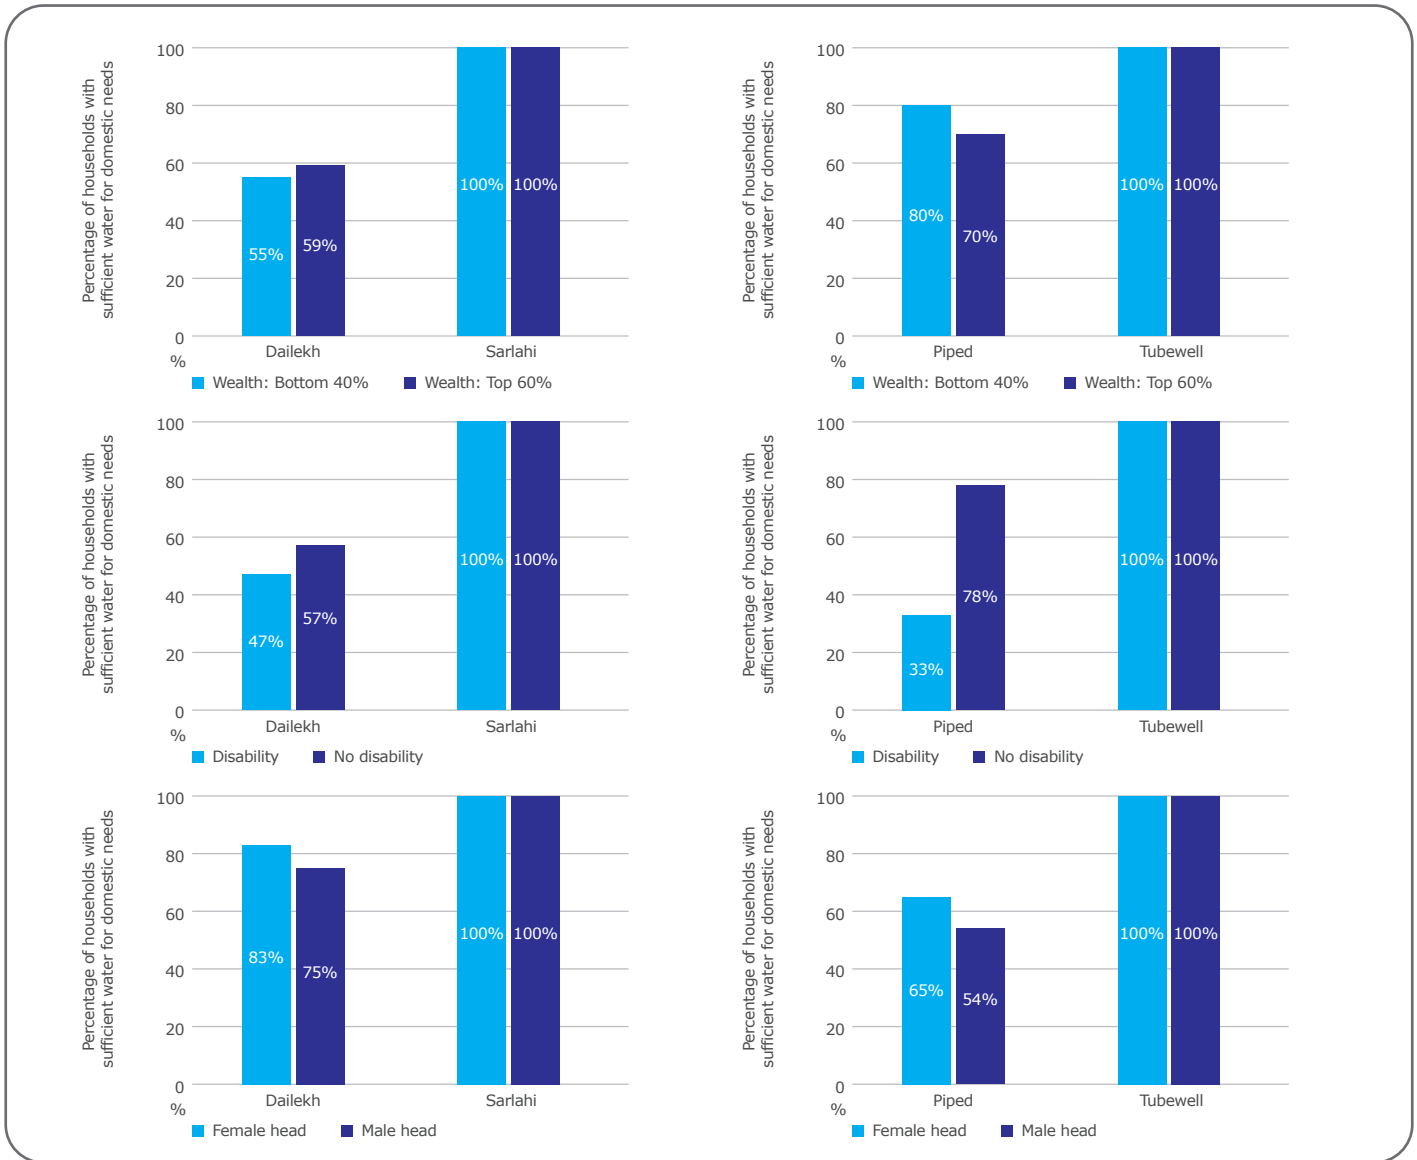 Percentage of households with
sufficient water for domestic needs
100
80
60
40
20
0
%
55%
59%
100%
100%
Dailekh
Sarlahi
Wealth: Bottom 40%
Wealth: Top 60%
Percentage of households with
sufficient water for domestic needs
100
80
60
40
20
0
%
80%
70%
100%
100%
Piped
Tubewell
Wealth: Bottom 40%
Wealth: Top 60%
Percentage of households with
sufficient water for domestic needs
100
80
60
40
20
0
%
47%
57%
100%
100%
Dailekh
Sarlahi
Disability
No disability
Percentage of households with
sufficient water for domestic needs
100
80
60
40
20
0
%
33%
78%
100%
100%
Piped
Tubewell
Disability
No disability
Percentage of households with
sufficient water for domestic needs
100
80
60
40
20
0
%
83%
75%
100%
100%
Dailekh
Sarlahi
Female head
Male head
Percentage of households with
sufficient water for domestic needs
100
80
60
40
20
0
%
65%
54%
100%
100%
Piped
Tubewell
Female head
Male head